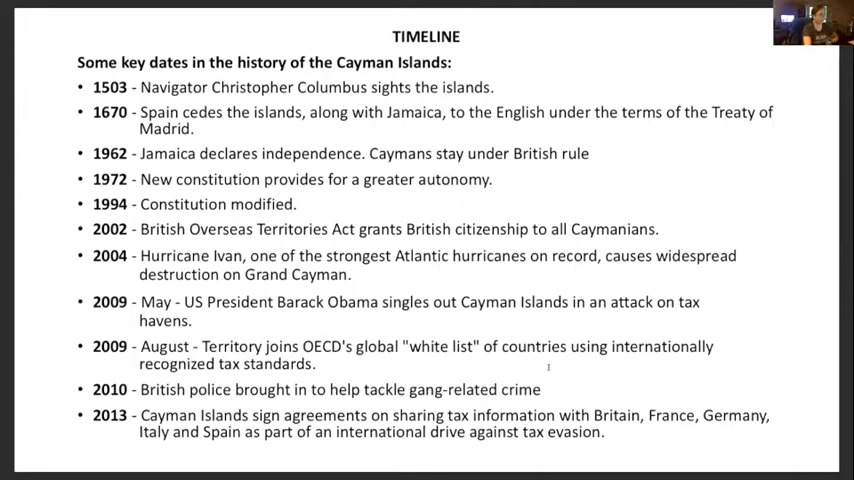 TIMELINE
Some key dates in the history of the Cayman Islands:
• 1503 - Navigator Christopher Columbus sights the islands.
• 1670 - Spain cedes the islands, along with Jamaica, to the English under the terms of the Treaty of
Madrid.
• 1962 - Jamaica declares independence. Caymans stay under British rule
• 1972 - New constitution provides for a greater autonomy.
• 1994 - Constitution modified.
• 2002 - British Overseas Territories Act grants British citizenship to all Caymanians.
• 2004 - Hurricane Ivan, one of the strongest Atlantic hurricanes on record, causes widespread
destruction on Grand Cayman.
• 2009 - May - US President Barack Obama singles out Cayman Islands in an attack on tax
havens.
• 2009 - August - Territory joins OECD's global "white list" of countries using internationally
recognized tax standards.
• 2010 - British police brought in to help tackle gang-related crime
• 2013 - Cayman Islands sign agreements on sharing tax information with Britain, France, Germany,
Italy and Spain as part of an international drive against tax evasion.